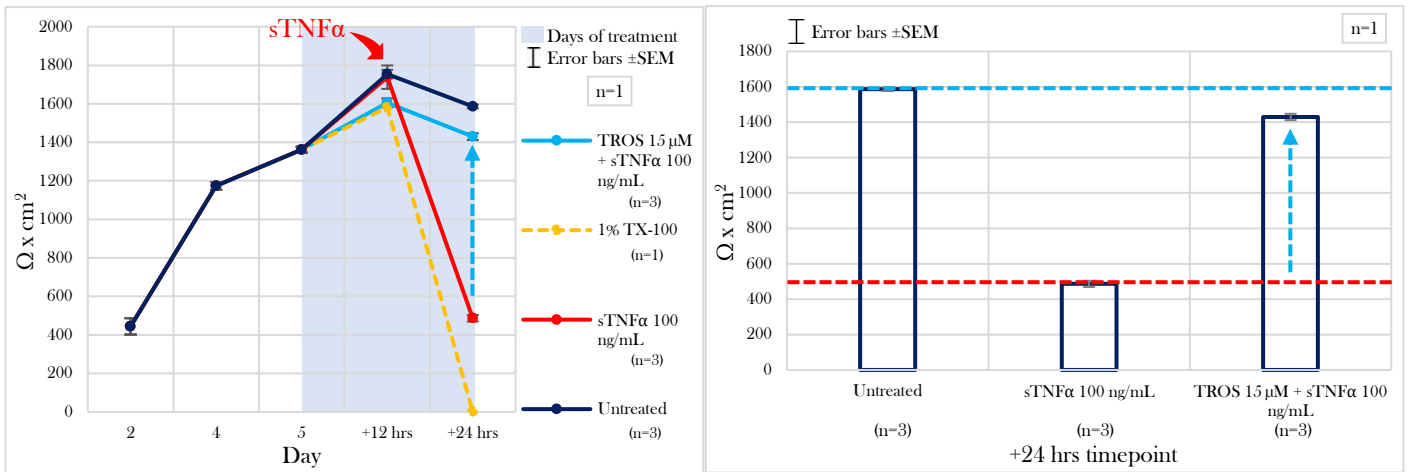 2000
1800
1600
1400
1200
1000
800
600
400
200
0
Ω x cm²
2
4
5
+12 hrs
+24 hrs
Day
sTNFα
Days of treatment
Error bars ±SEM
n=1
TROS 15 µM
+ sTNFα 100
ng/mL
(n=3)
1% TX-100
(n=1)
sTNFα 100
ng/mL
(n=3)
Untreated
(n=3)
Error bars ±SEM
n=1
1800
1600
1400
1200
1000
800
600
400
200
0
Ω x cm²
Untreated
(n=3)
sTNFα 100 ng/mL
(n=3)
TROS 15 µM + sTNFα 100
ng/mL
(n=3)
+24 hrs timepoint